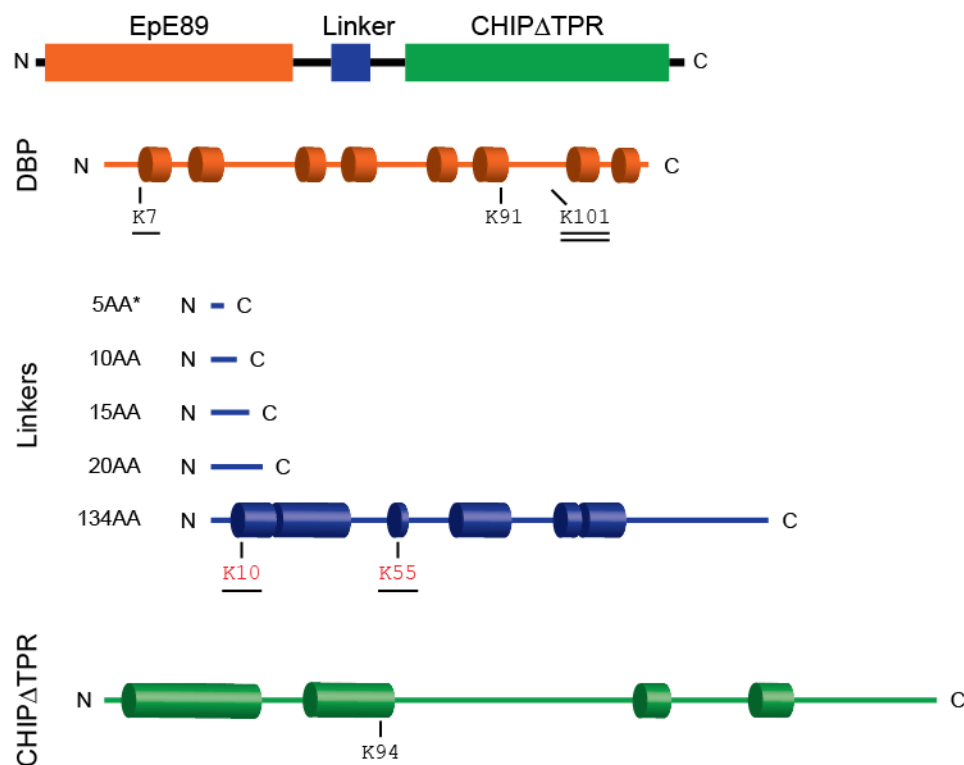 EpE89 Linker CHIPΔTPR
N C
DBP
N C
K7 K91 K101
Linkers
5AA* N C
10AA N C
15AA N C
20AA N C
134AA N C
K10 K55
CHIPΔTPR
N C
K94